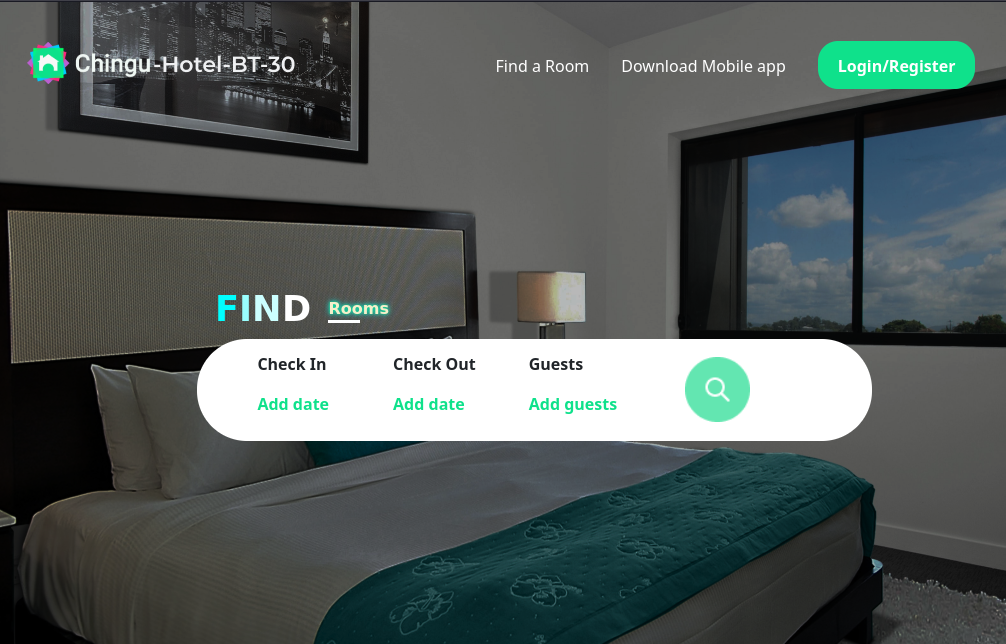 Chingu-Hotel-BT-30
Find a Room
Download Mobile app
Login/Register
FIND Rooms
Check In
Check Out
Guests
Add date
Add date
Add guests